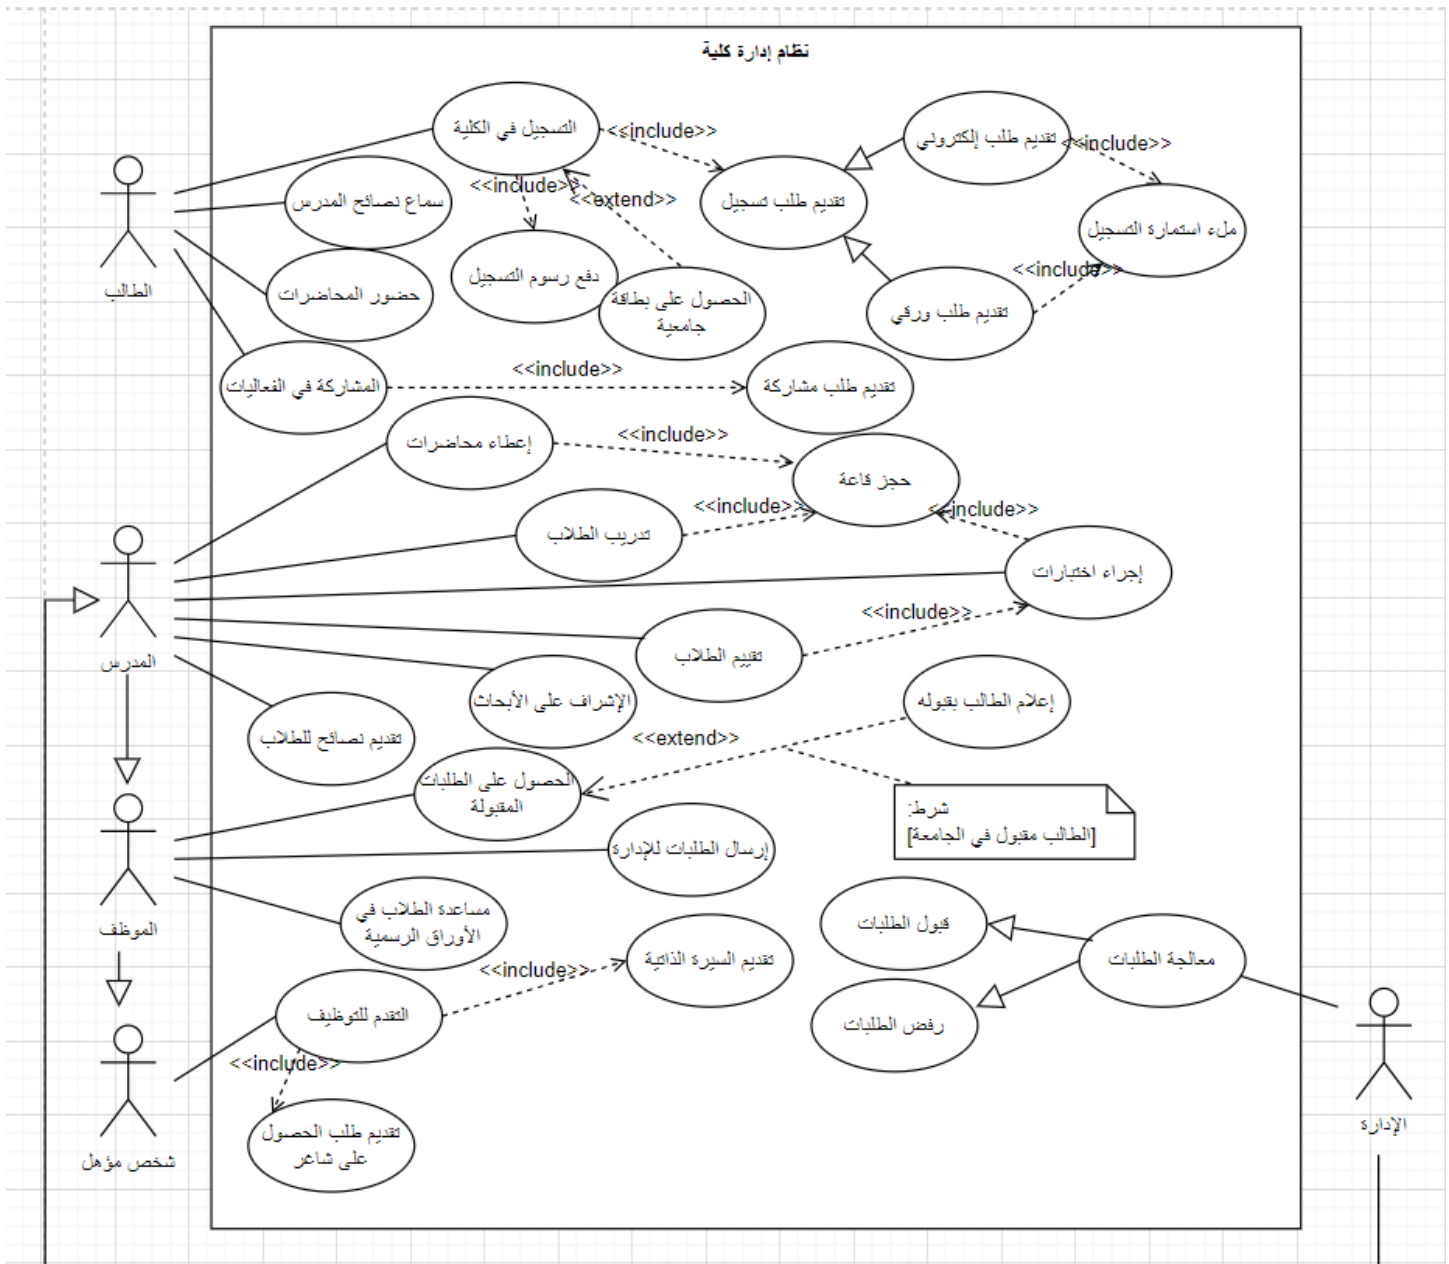 نظام إدارة كلية
التسجيل في الكلية
<<include>>
تقديم طلب إلكتروني
<<include>>
الطالب
سماع نصائح المدرس
<<include>>
<<extend>>
تقديم طلب تسجيل
ملء استمارة التسجيل
حضور المحاضرات
دفع رسوم التسجيل
الحصول على بطاقة
جامعية
<<include>>
تقديم طلب ورقي
المشاركة في الفعاليات
<<include>>
تقديم طلب مشاركة
إعطاء محاضرات
<<include>>
حجز قاعة
تدريب الطلاب
<<include>>
<<include>>
إجراء اختبارات
<<include>>
المدرس
تقييم الطلاب
الإشراف على الأبحاث
إعلام الطالب بقبوله
تقديم نصائح للطلاب
<<extend>>
الحصول على الطلبات
المقبولة
شرط:
[الطالب مقبول في الجامعة]
إرسال الطلبات للإدارة
الموظف
مساعدة الطلاب في
الأوراق الرسمية
قبول الطلبات
معالجة الطلبات
<<include>>
تقديم السيرة الذاتية
التقدم للتوظيف
رفض الطلبات
<<include>>
شخص مؤهل
تقديم طلب الحصول
على شاغر
الإدارة